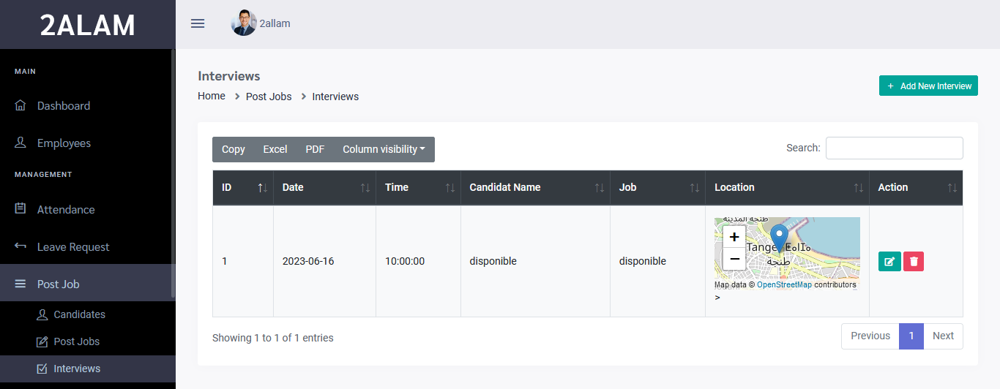 2ALAM
2allam
MAIN
Dashboard
Employees
MANAGEMENT
Attendance
Leave Request
Post Job
Candidates
Post Jobs
Interviews
Interviews
Home > Post Jobs > Interviews
+ Add New Interview
Copy Excel PDF Column visibility
Search:
ID Date Time Candidat Name Job Location Action
طنجة المدينة
+
−
Tange ⵟⴰⵏⵊⴰ
طنجة
1 2023-06-16 10:00:00 disponible disponible
Map data © OpenStreetMap contributors
>
Showing 1 to 1 of 1 entries
Previous 1 Next